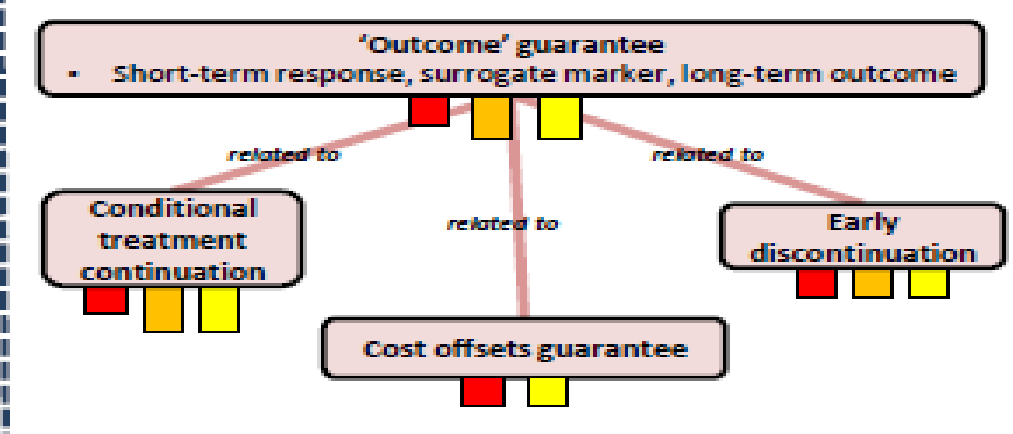 ‘Outcome’ guarantee
• Short-term response, surrogate marker, long-term outcome
related to
related to
Conditional
treatment
continuation
related to
Early
discontinuation
Cost offsets guarantee